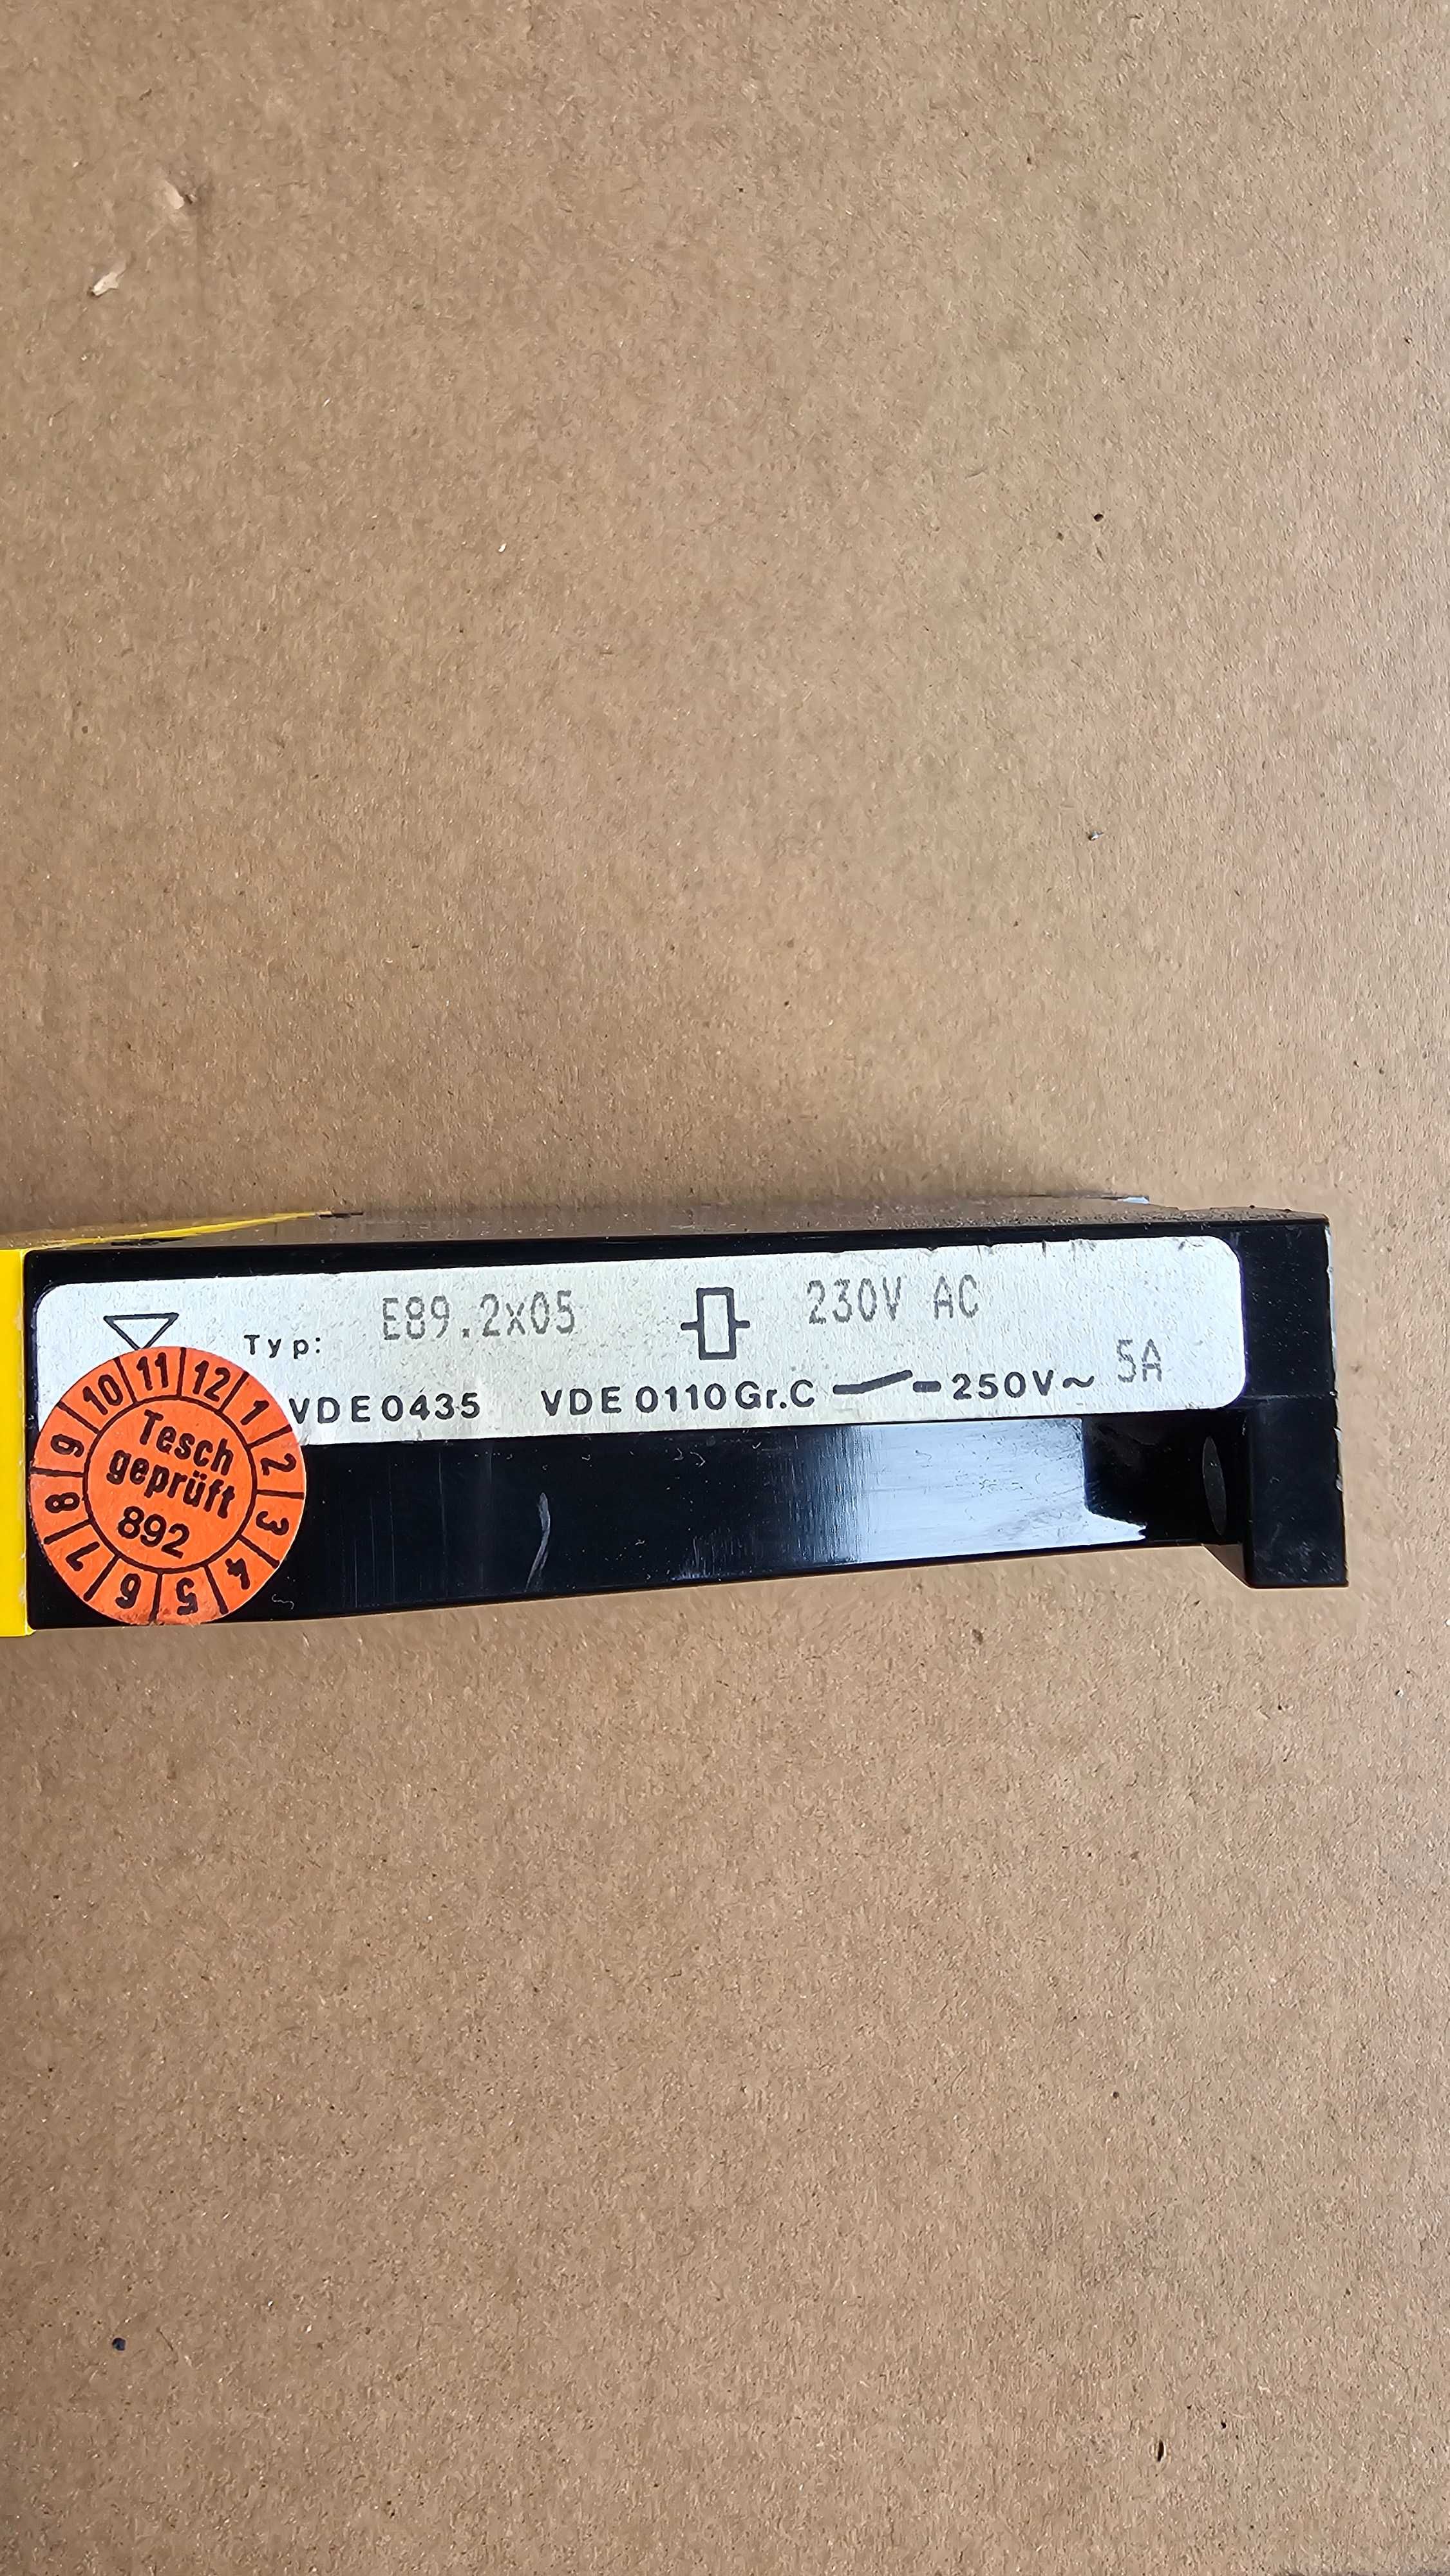 Typ: E89.2x05 230V AC
VDE 0435 VDE 0110 Gr.C 250V~ 5A
10 11 12 1 2 3 4 5 6 7 8 9
Tesch
geprüft
892